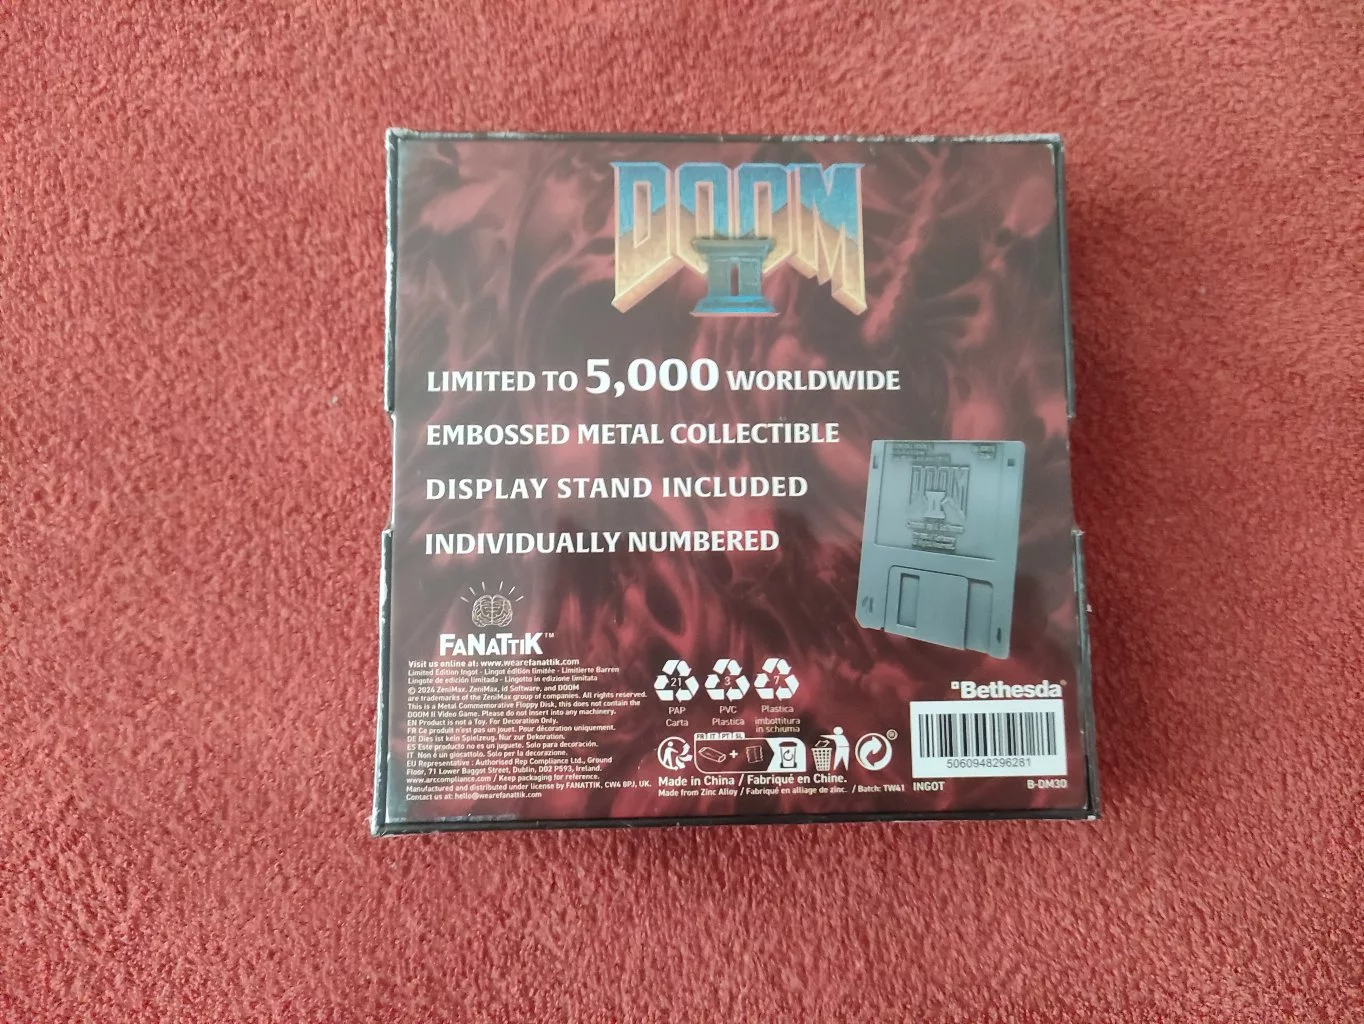 DOOM
II
LIMITED TO 5,000 WORLDWIDE
EMBOSSED METAL COLLECTIBLE
DISPLAY STAND INCLUDED
INDIVIDUALLY NUMBERED
DOOM
II
FANATTIK™
Visit us online at: www.wearefanattik.com
Limited Edition Ingot - Lingot édition limitée - Limitierte Barren
Lingote de edición limitada - Lingotto in edizione limitata
© 2024 ZeniMax. ZeniMax, id Software, and DOOM
are trademarks of the ZeniMax group of companies. All rights reserved.
This is a Metal Commemorative Floppy Disk, this does not contain the
DOOM II Video Game. Please do not insert into any machinery.
EN Product is not a Toy. For Decoration Only.
FR Ce produit n'est pas un jouet. Pour décoration uniquement.
DE Dies ist kein Spielzeug. Nur zur Dekoration.
ES Este producto no es un juguete. Solo para decoración.
IT Non è un giocattolo. Solo per la decorazione.
EU Representative: Authorised Rep Compliance Ltd., Ground
Floor, 71 Lower Baggot Street, Dublin, D02 P593, Ireland.
www.arccompliance.com / Keep packaging for reference.
Manufactured and distributed under license by FANATTIK, CW6 8PJ, UK.
Contact us at: hello@wearefanattik.com
21
PAP
Carta
3
PVC
Plastica
7
Plastica
imbottitura
in schiuma
FR IT PT SL
+
®
Made in China / Fabriqué en Chine.
Made from Zinc Alloy / Fabriqué en alliage de zinc. / Batch: TW41
Bethesda
5060948296281
INGOT B-DM30